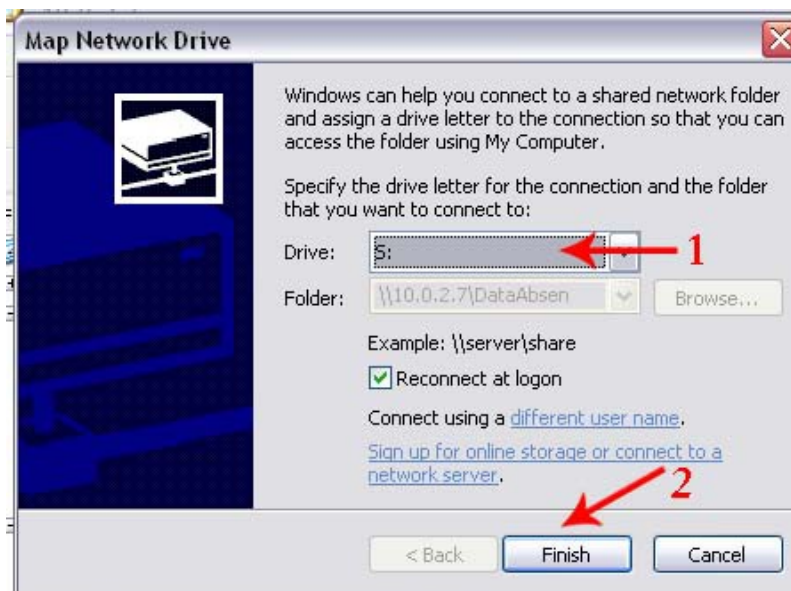 Map Network Drive
Windows can help you connect to a shared network folder
and assign a drive letter to the connection so that you can
access the folder using My Computer.
Specify the drive letter for the connection and the folder
that you want to connect to:
Drive: S: 1
Folder: \\10.0.2.7\DataAbsen Browse...
Example: \\server\share
Reconnect at logon
Connect using a different user name.
Sign up for online storage or connect to a
network server.
2
< Back Finish Cancel